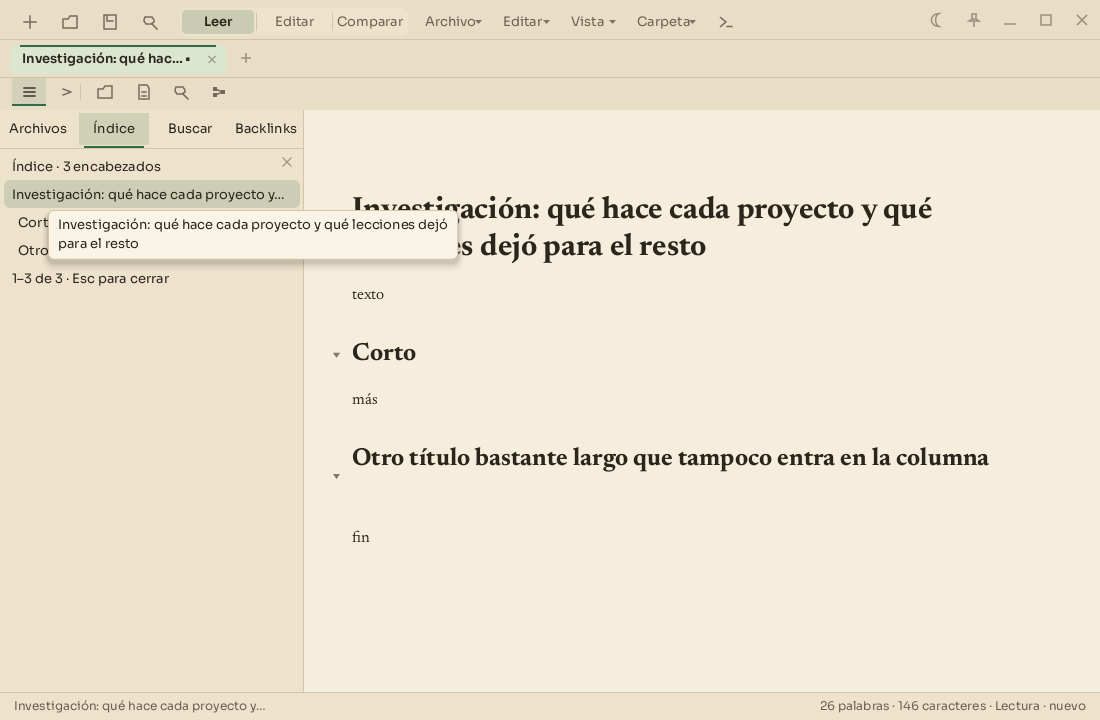 Leer Editar Comparar Archivo Editar Vista Carpeta
Investigación: qué hac...
Archivos Índice Buscar Backlinks
Índice · 3 encabezados
Investigación: qué hace cada proyecto y...
Cort
Otro
Investigación: qué hace cada proyecto y qué lecciones dejó
para el resto
1–3 de 3 · Esc para cerrar
Investigación: qué hace cada proyecto y qué
es dejó para el resto
texto
Corto
más
Otro título bastante largo que tampoco entra en la columna
fin
Investigación: qué hace cada proyecto y...
26 palabras · 146 caracteres · Lectura · nuevo